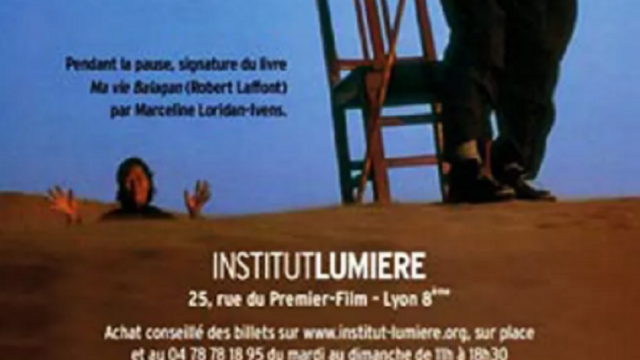 Pendant la pause, signature du livre
Ma vie Balagan (Robert Laffont)
par Marceline Loridan-Ivens.
INSTITUTLUMIERE
25, rue du Premier-Film - Lyon 8ème
Achat conseillé des billets sur www.institut-lumiere.org, sur place
et au 04 78 78 18 95 du mardi au dimanche de 11h à 18h30